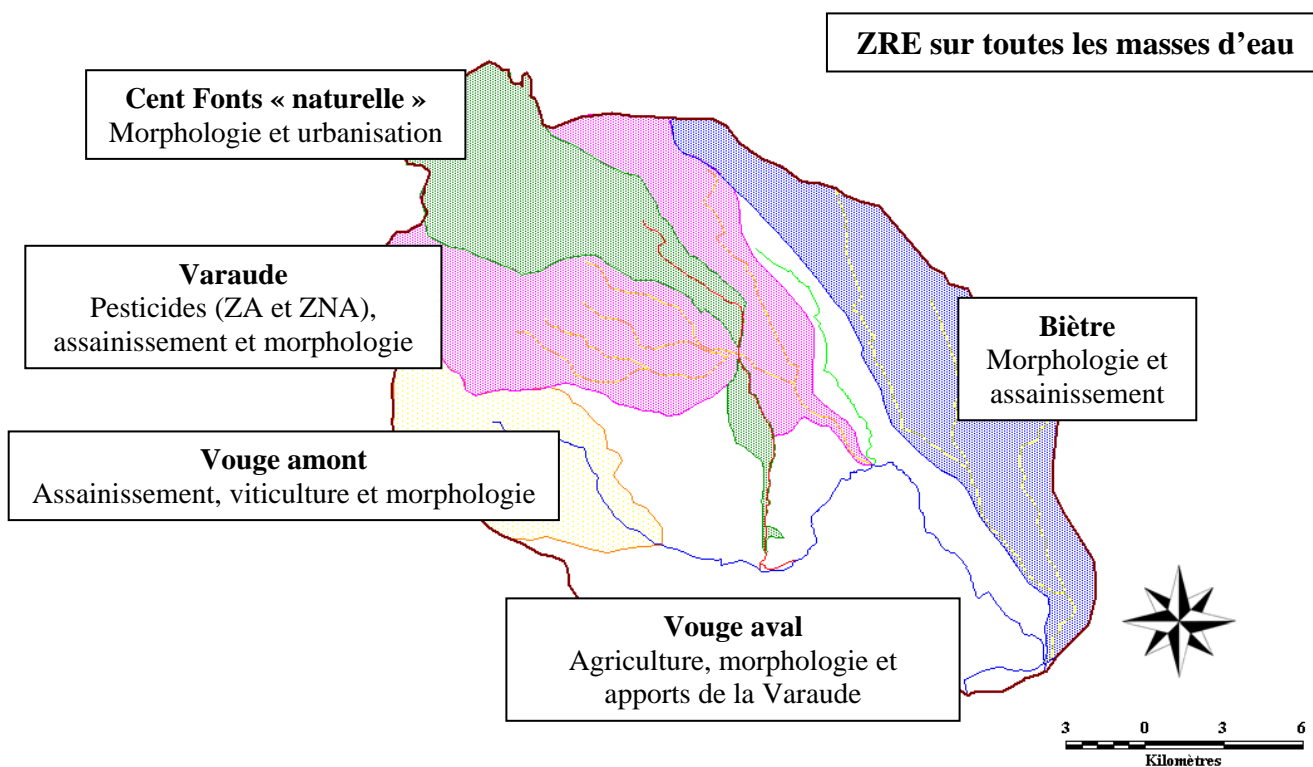 ZRE sur toutes les masses d’eau
Cent Fonts « naturelle »
Morphologie et urbanisation
Varaude
Pesticides (ZA et ZNA),
assainissement et morphologie
Biètre
Morphologie et
assainissement
Vouge amont
Assainissement, viticulture et morphologie
Vouge aval
Agriculture, morphologie et
apports de la Varaude
3 0 3 6
Kilomètres